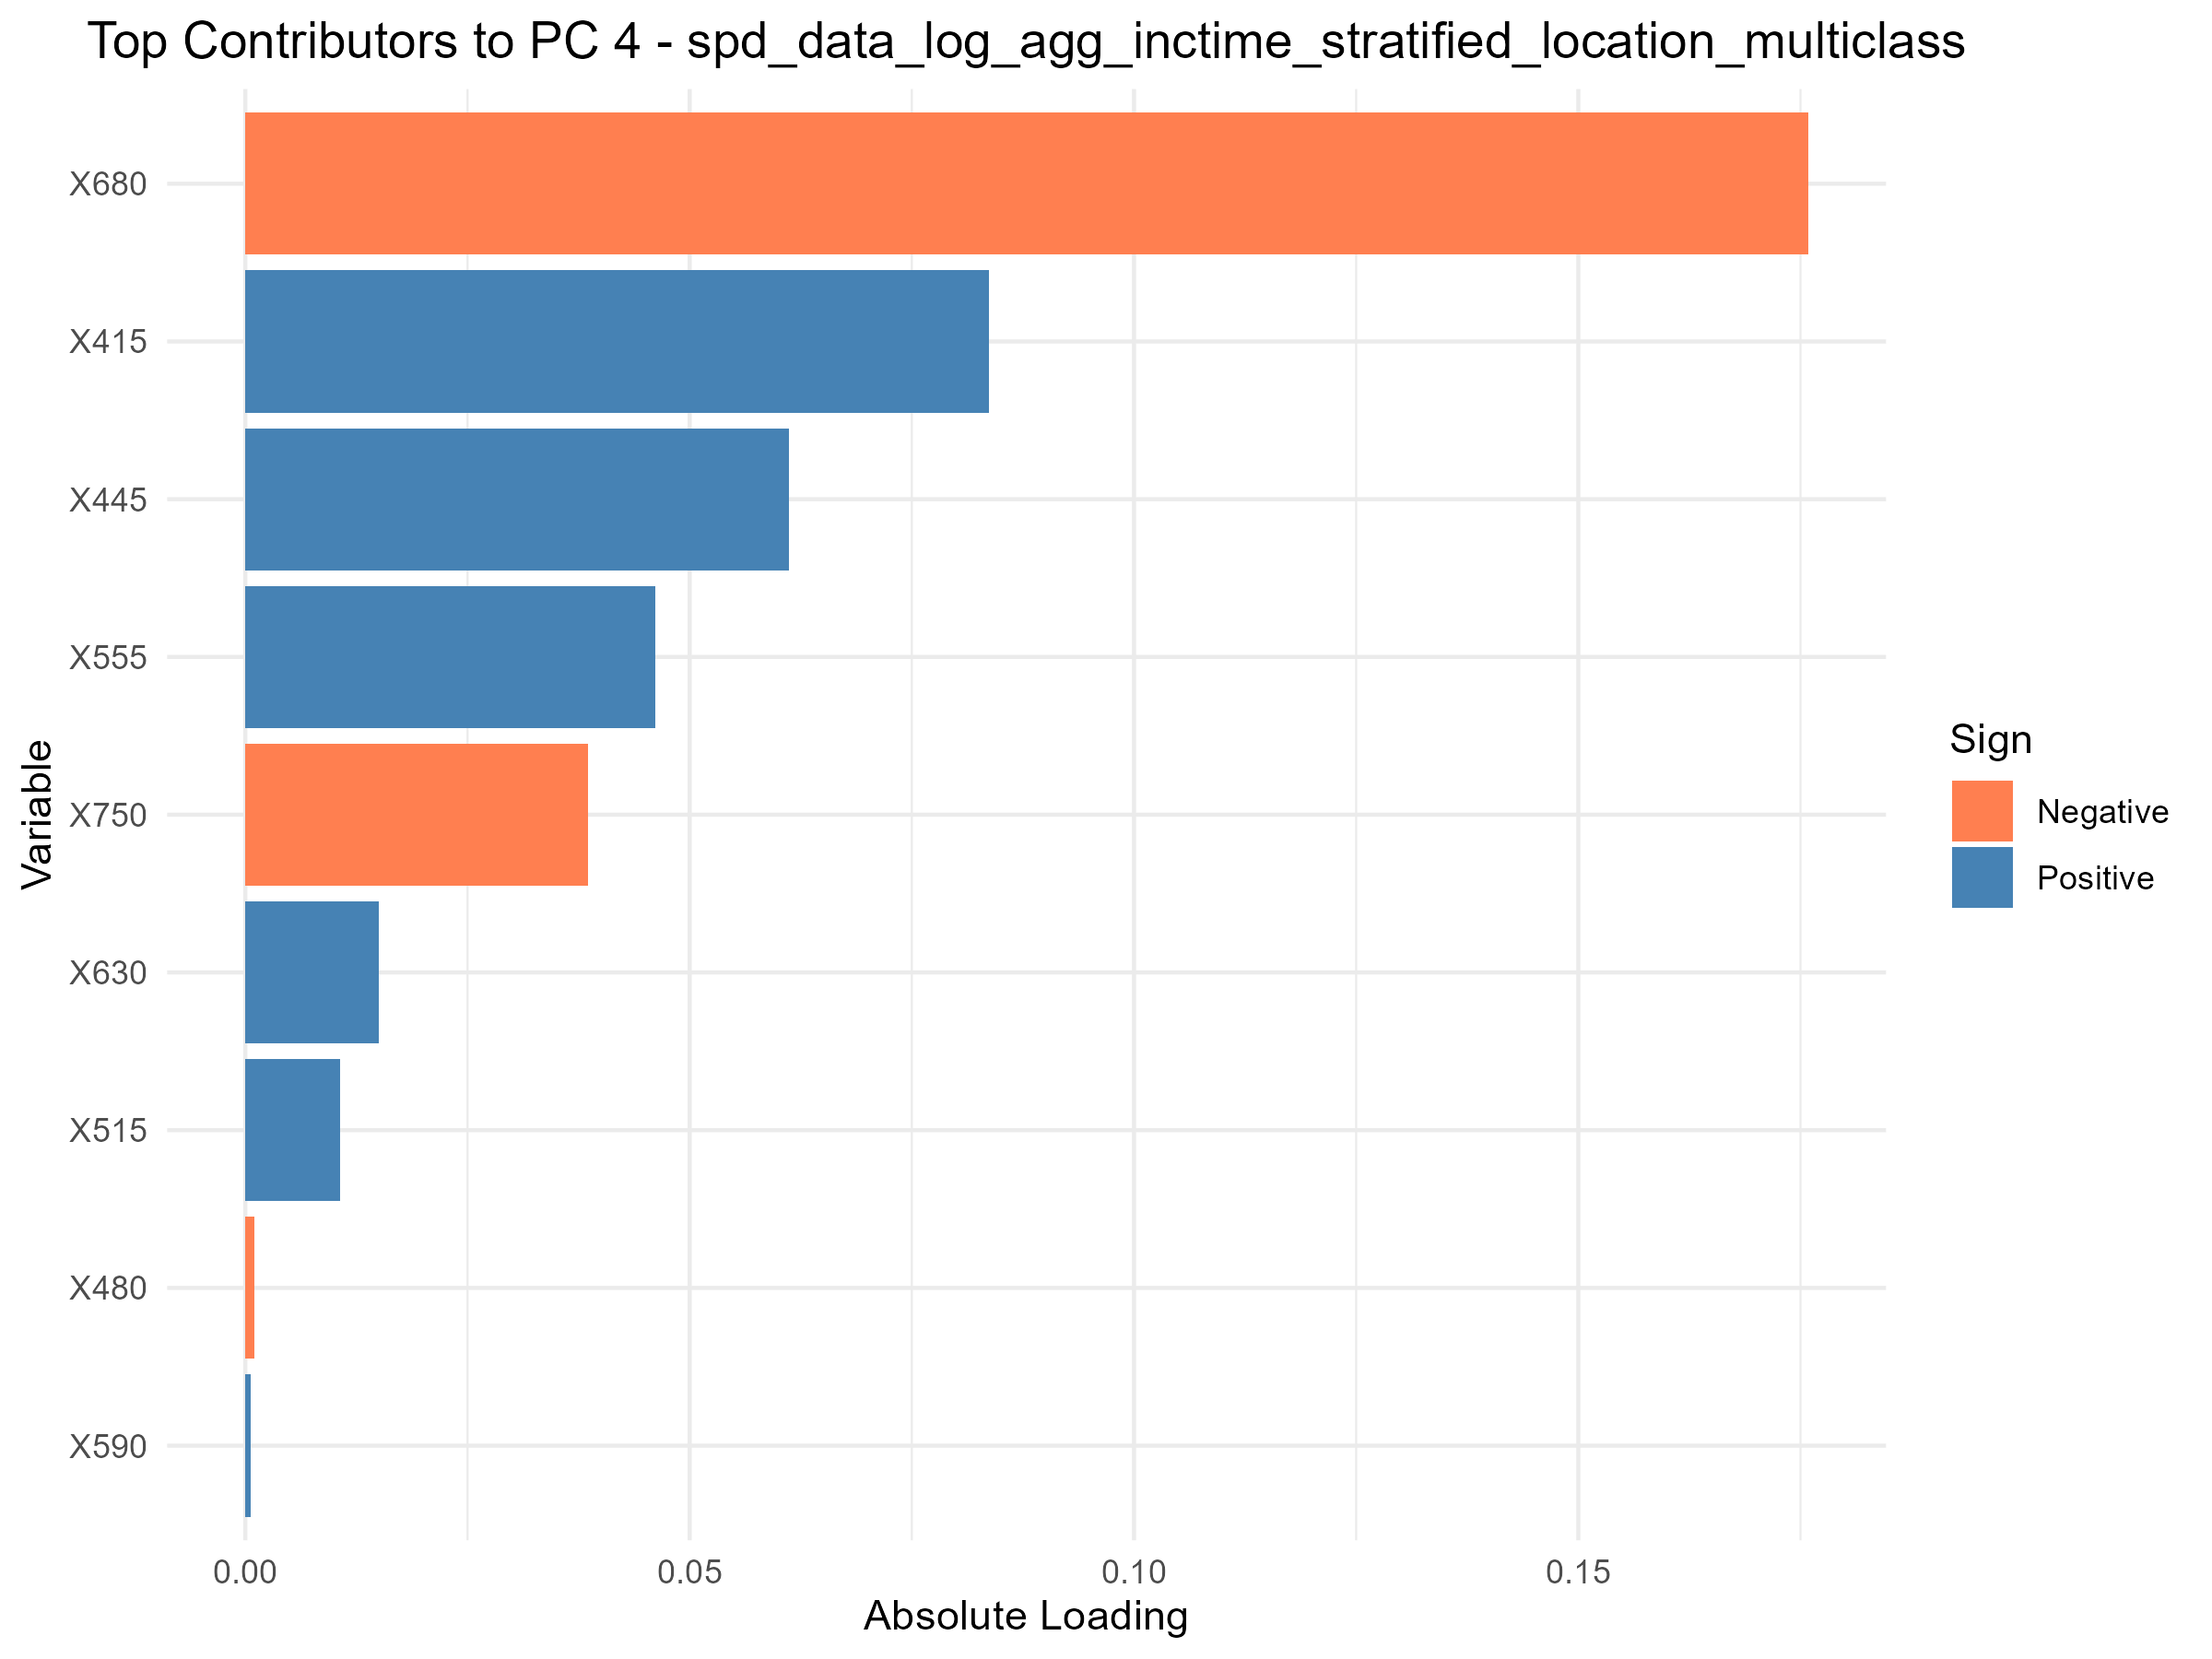 Top Contributors to PC 4 - spd_data_log_agg_inctime_stratified_location_multiclass
Variable
X680
X415
X445
X555
X750
X630
X515
X480
X590
0.00 0.05 0.10 0.15
Absolute Loading
Sign
Negative
Positive